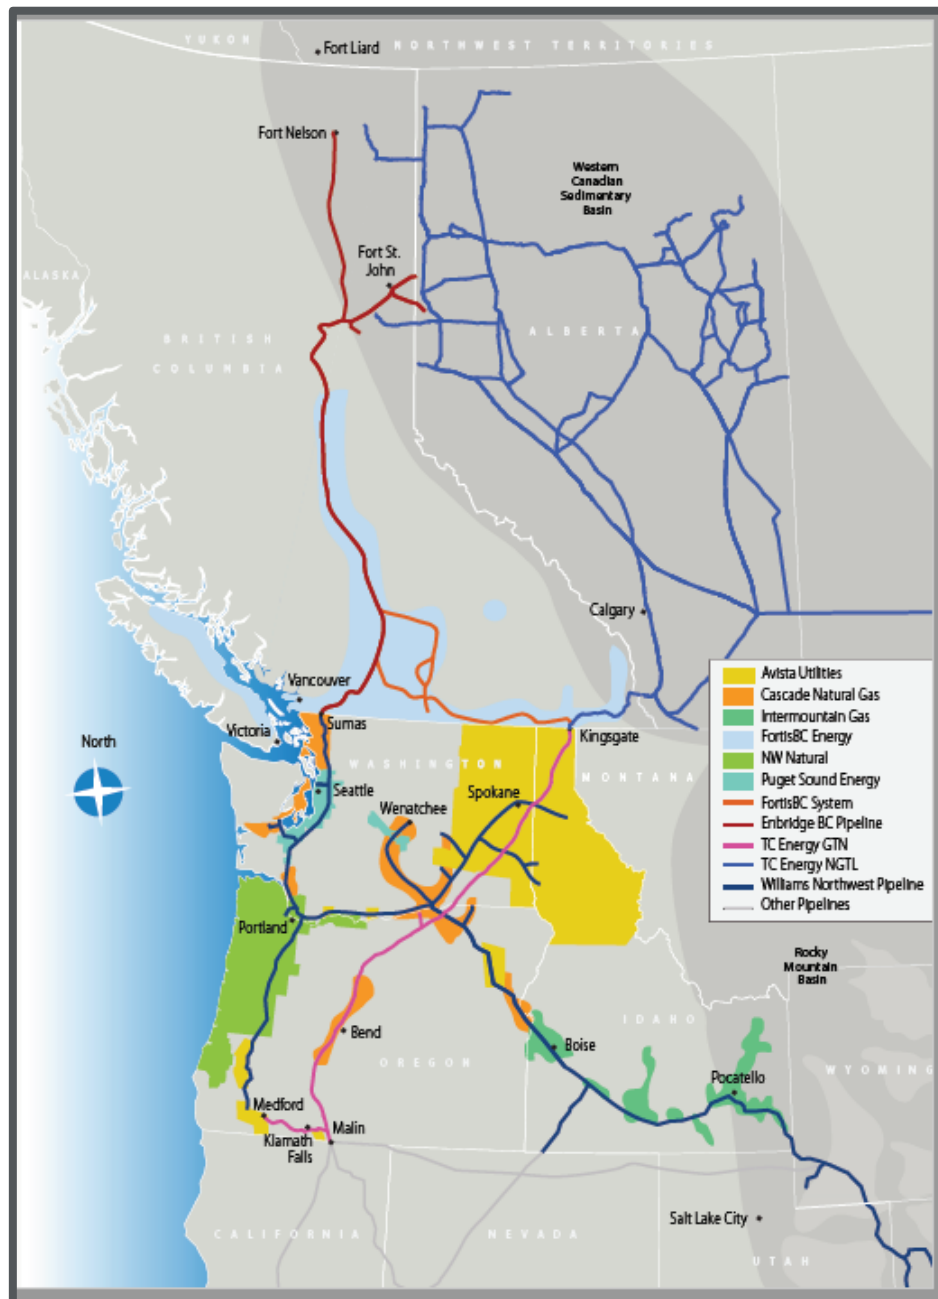 YUKON
Fort Liard
NORTHWEST TERRITORIES
Fort Nelson
Western
Canadian
Sedimentary
Basin
Fort St.
John
ALASKA
BRITISH
COLUMBIA
ALBERTA
Calgary
Vancouver
Victoria
Sumas
Kingsgate
North
WASHINGTON
MONTANA
Seattle
Wenatchee
Spokane
Avista Utilities
Cascade Natural Gas
Intermountain Gas
FortisBC Energy
NW Natural
Puget Sound Energy
FortisBC System
Enbridge BC Pipeline
TC Energy GTN
TC Energy NGTL
Williams Northwest Pipeline
Other Pipelines
Portland
Rocky
Mountain
Basin
Bend
IDAHO
Boise
OREGON
Pocatello
WYOMING
Medford
Klamath
Falls
Malin
Salt Lake City
CALIFORNIA
NEVADA
UTAH